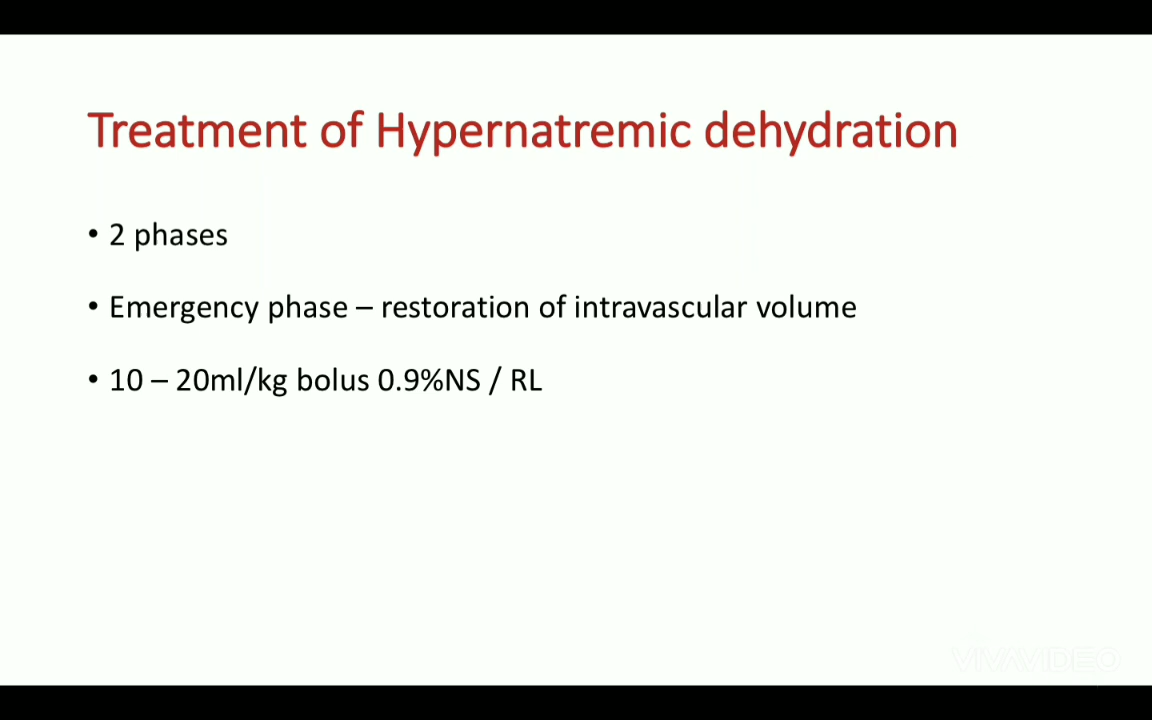 Treatment of Hypernatremic dehydration
• 2 phases
• Emergency phase – restoration of intravascular volume
• 10 – 20ml/kg bolus 0.9%NS / RL
VIVAVIDEO